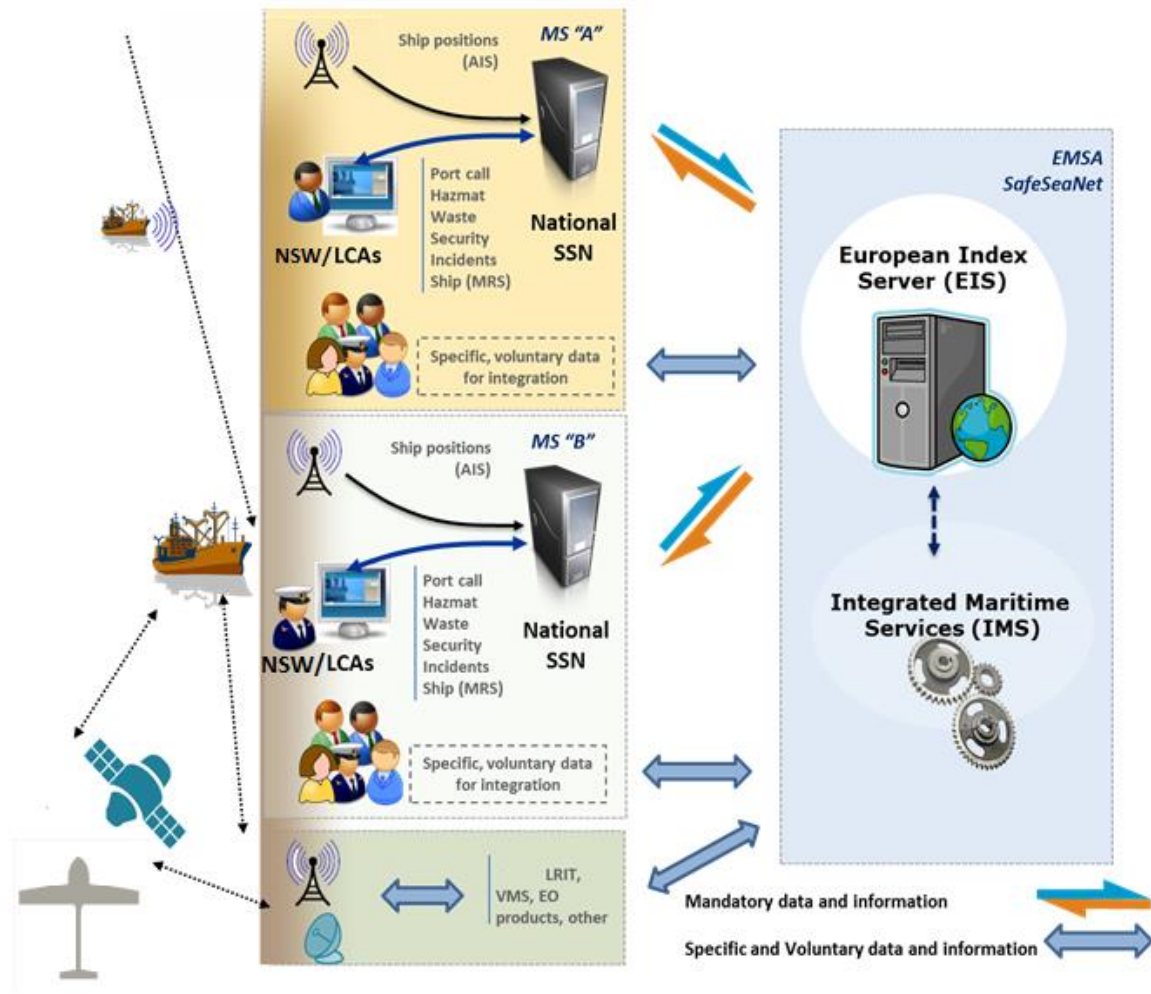 Ship positions
(AIS)
MS "A"
Port call
Hazmat
Waste
Security
Incidents
Ship (MRS)
NSW/LCAs
National
SSN
Specific, voluntary data
for integration
Ship positions
(AIS)
MS "B"
Port call
Hazmat
Waste
Security
Incidents
Ship (MRS)
NSW/LCAs
National
SSN
Specific, voluntary data
for integration
LRIT,
VMS, EO
products, other
EMSA
SafeSeaNet
European Index
Server (EIS)
Integrated Maritime
Services (IMS)
Mandatory data and information
Specific and Voluntary data and information